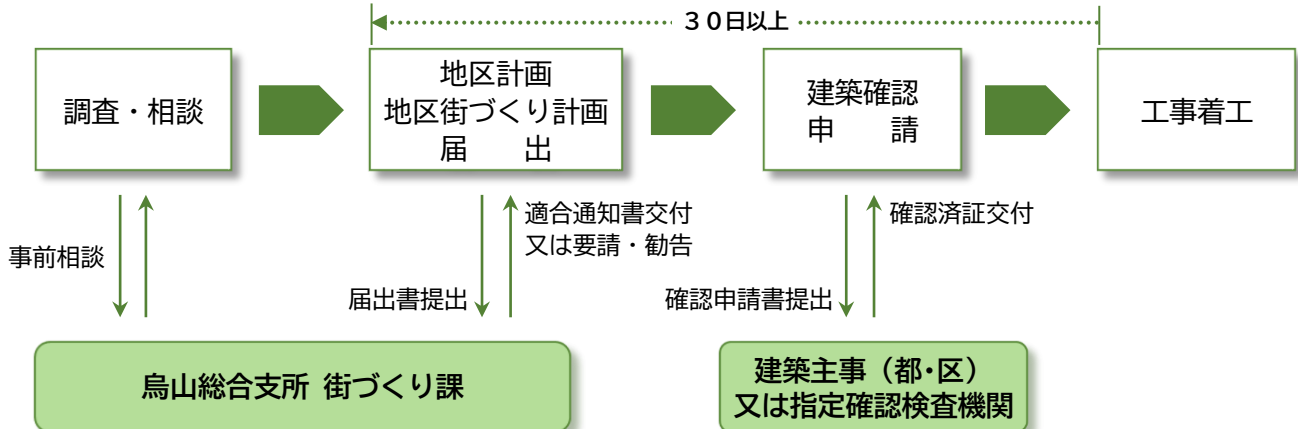 30日以上
調査・相談
地区計画
地区街づくり計画
届　　出
建築確認
申　　請
工事着工
事前相談
適合通知書交付
又は要請・勧告
届出書提出
確認済証交付
確認申請書提出
烏山総合支所 街づくり課
建築主事（都・区）
又は指定確認検査機関